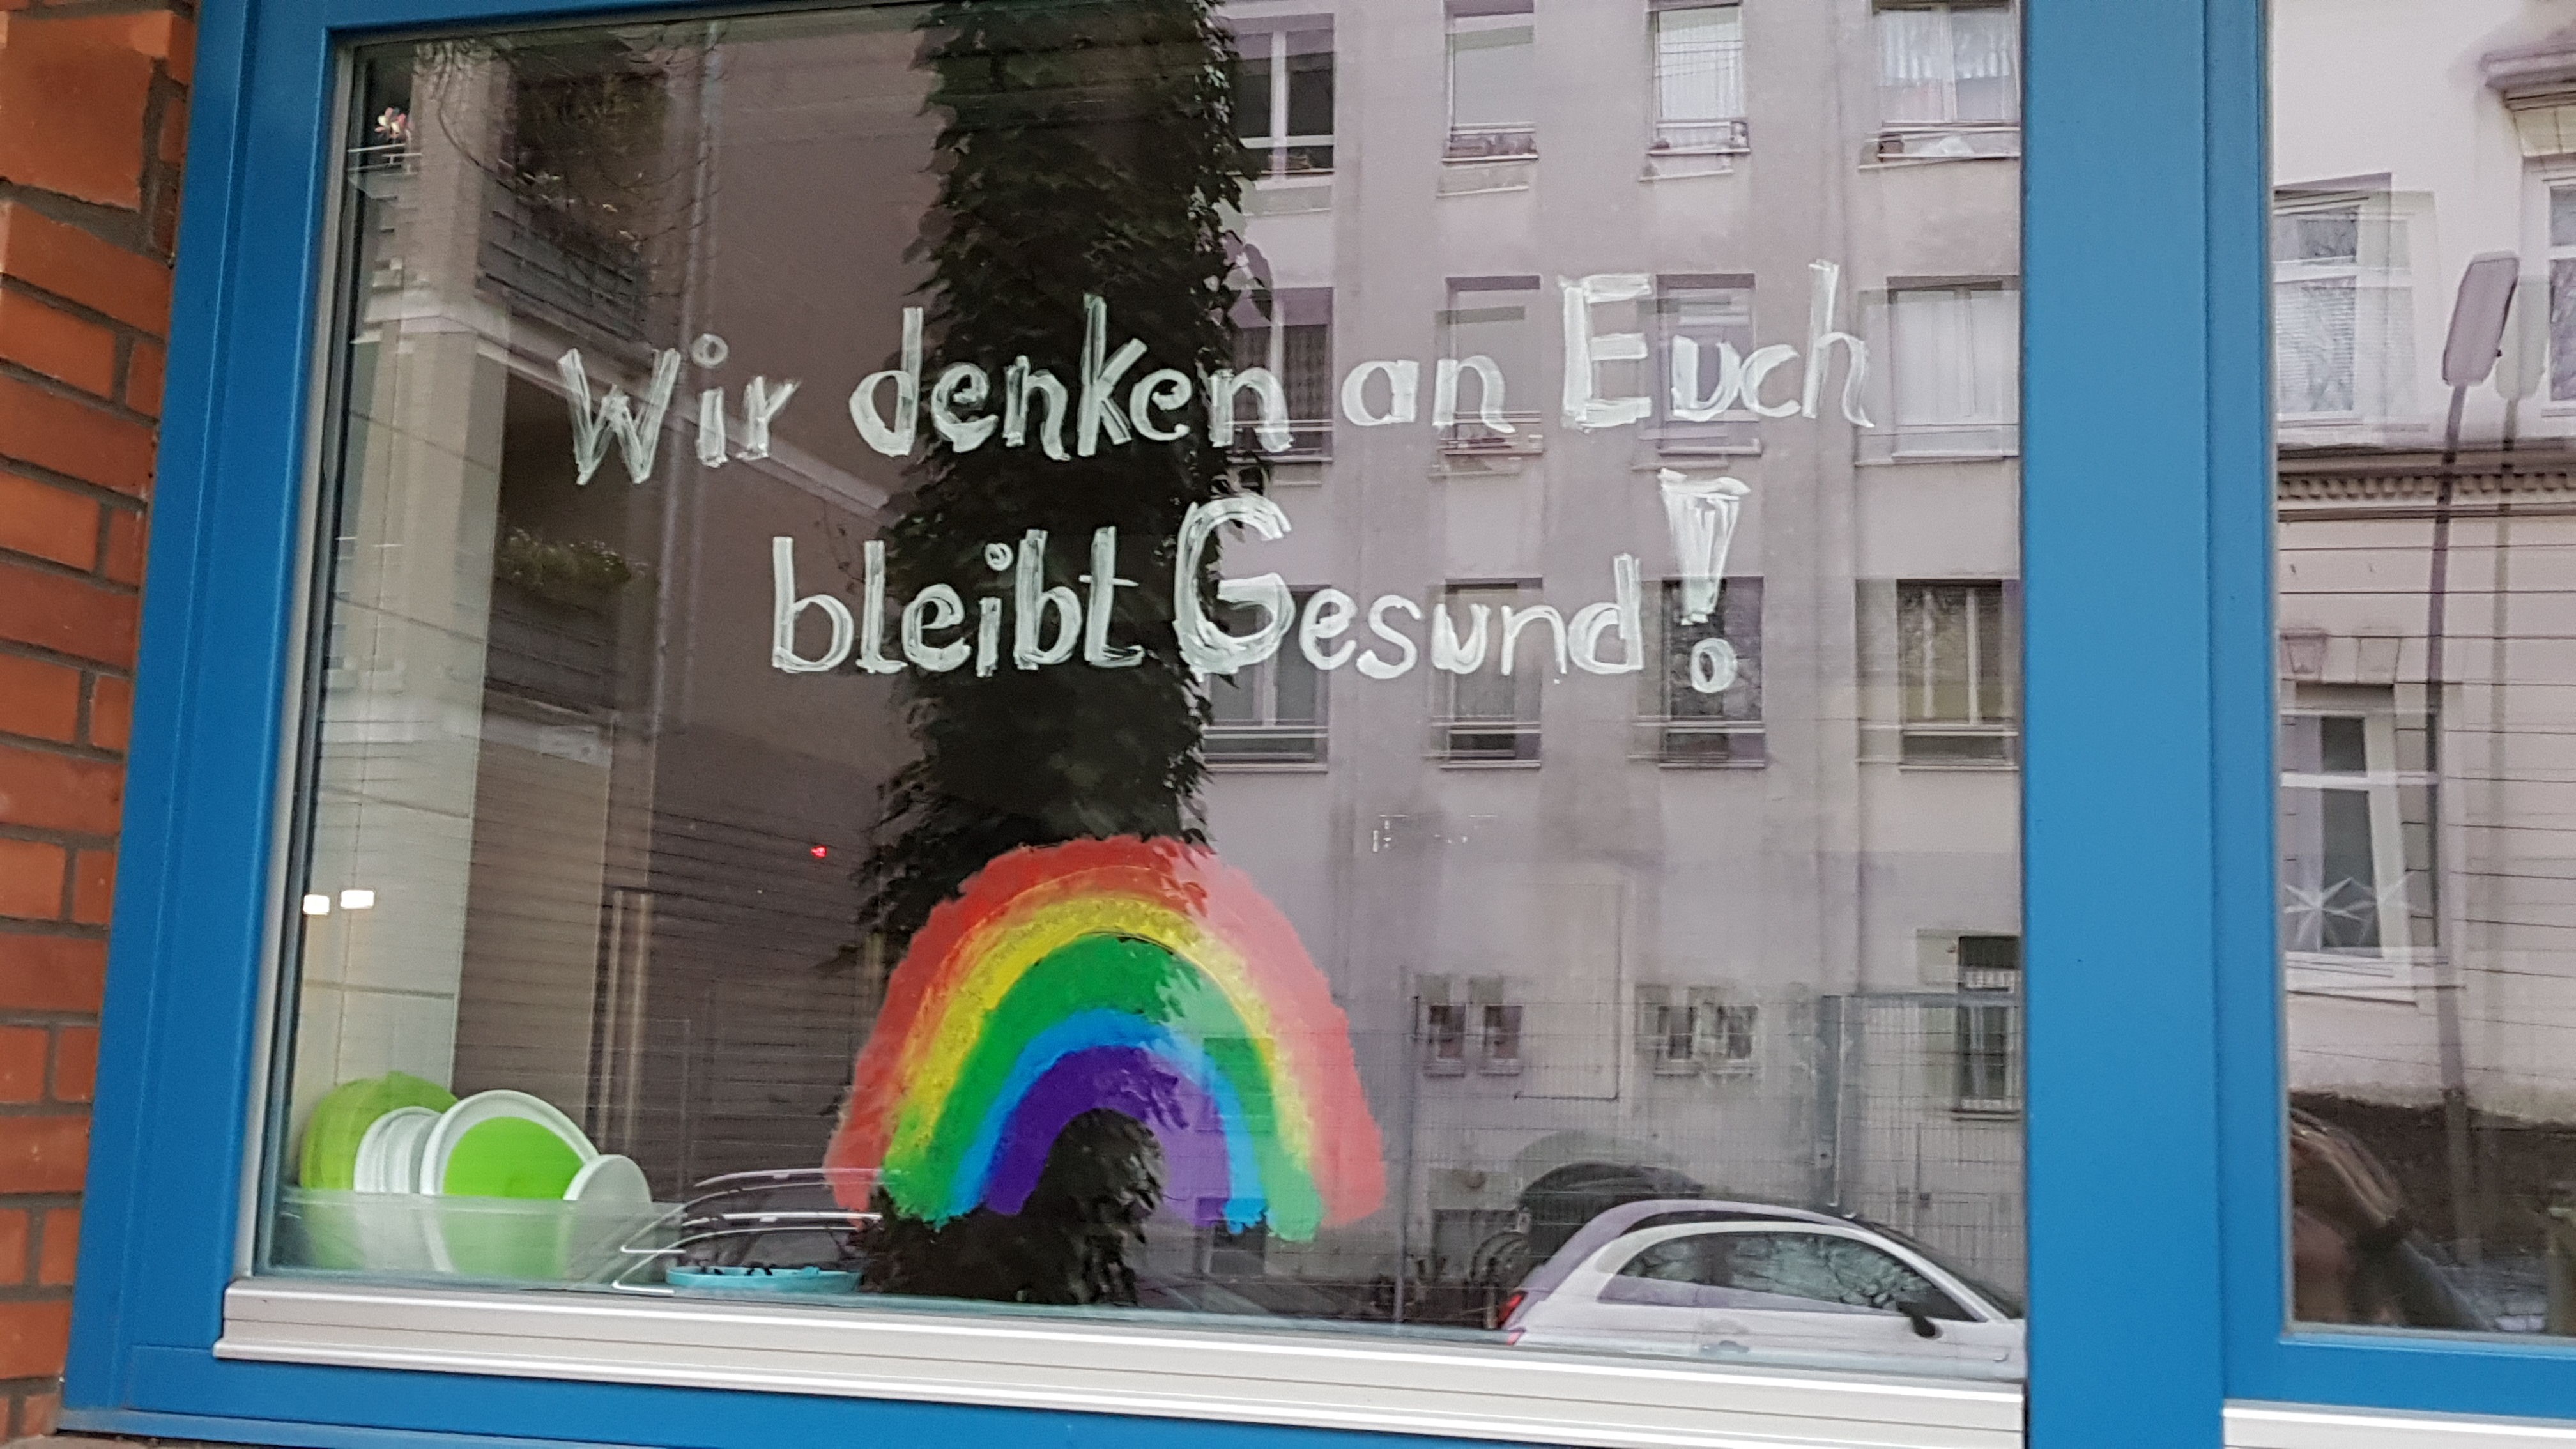 Wir denken an Euch
bleibt Gesund!